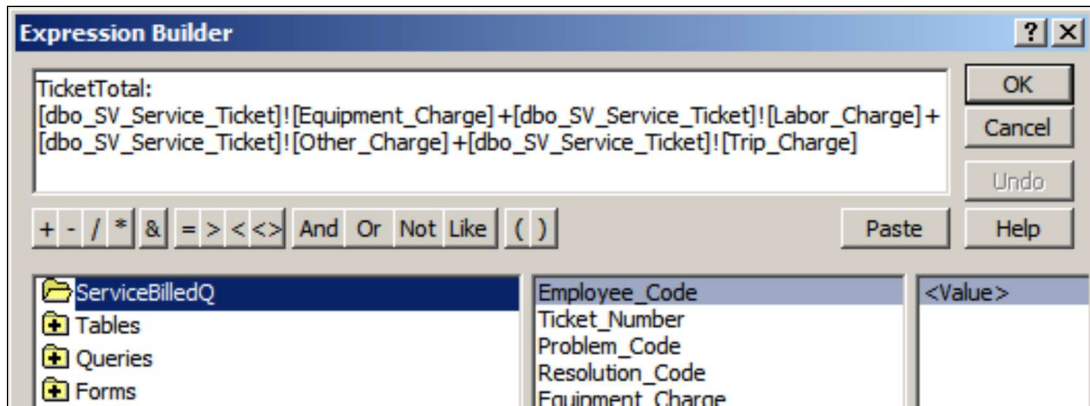 Expression Builder
? X
TicketTotal:
[dbo_SV_Service_Ticket]![Equipment_Charge]+[dbo_SV_Service_Ticket]![Labor_Charge]+
[dbo_SV_Service_Ticket]![Other_Charge]+[dbo_SV_Service_Ticket]![Trip_Charge]
OK
Cancel
Undo
+ - / * & = > < <> And Or Not Like ( )
Paste
Help
ServiceBilledQ
Tables
Queries
Forms
Employee_Code
Ticket_Number
Problem_Code
Resolution_Code
Equipment_Charge
<Value>